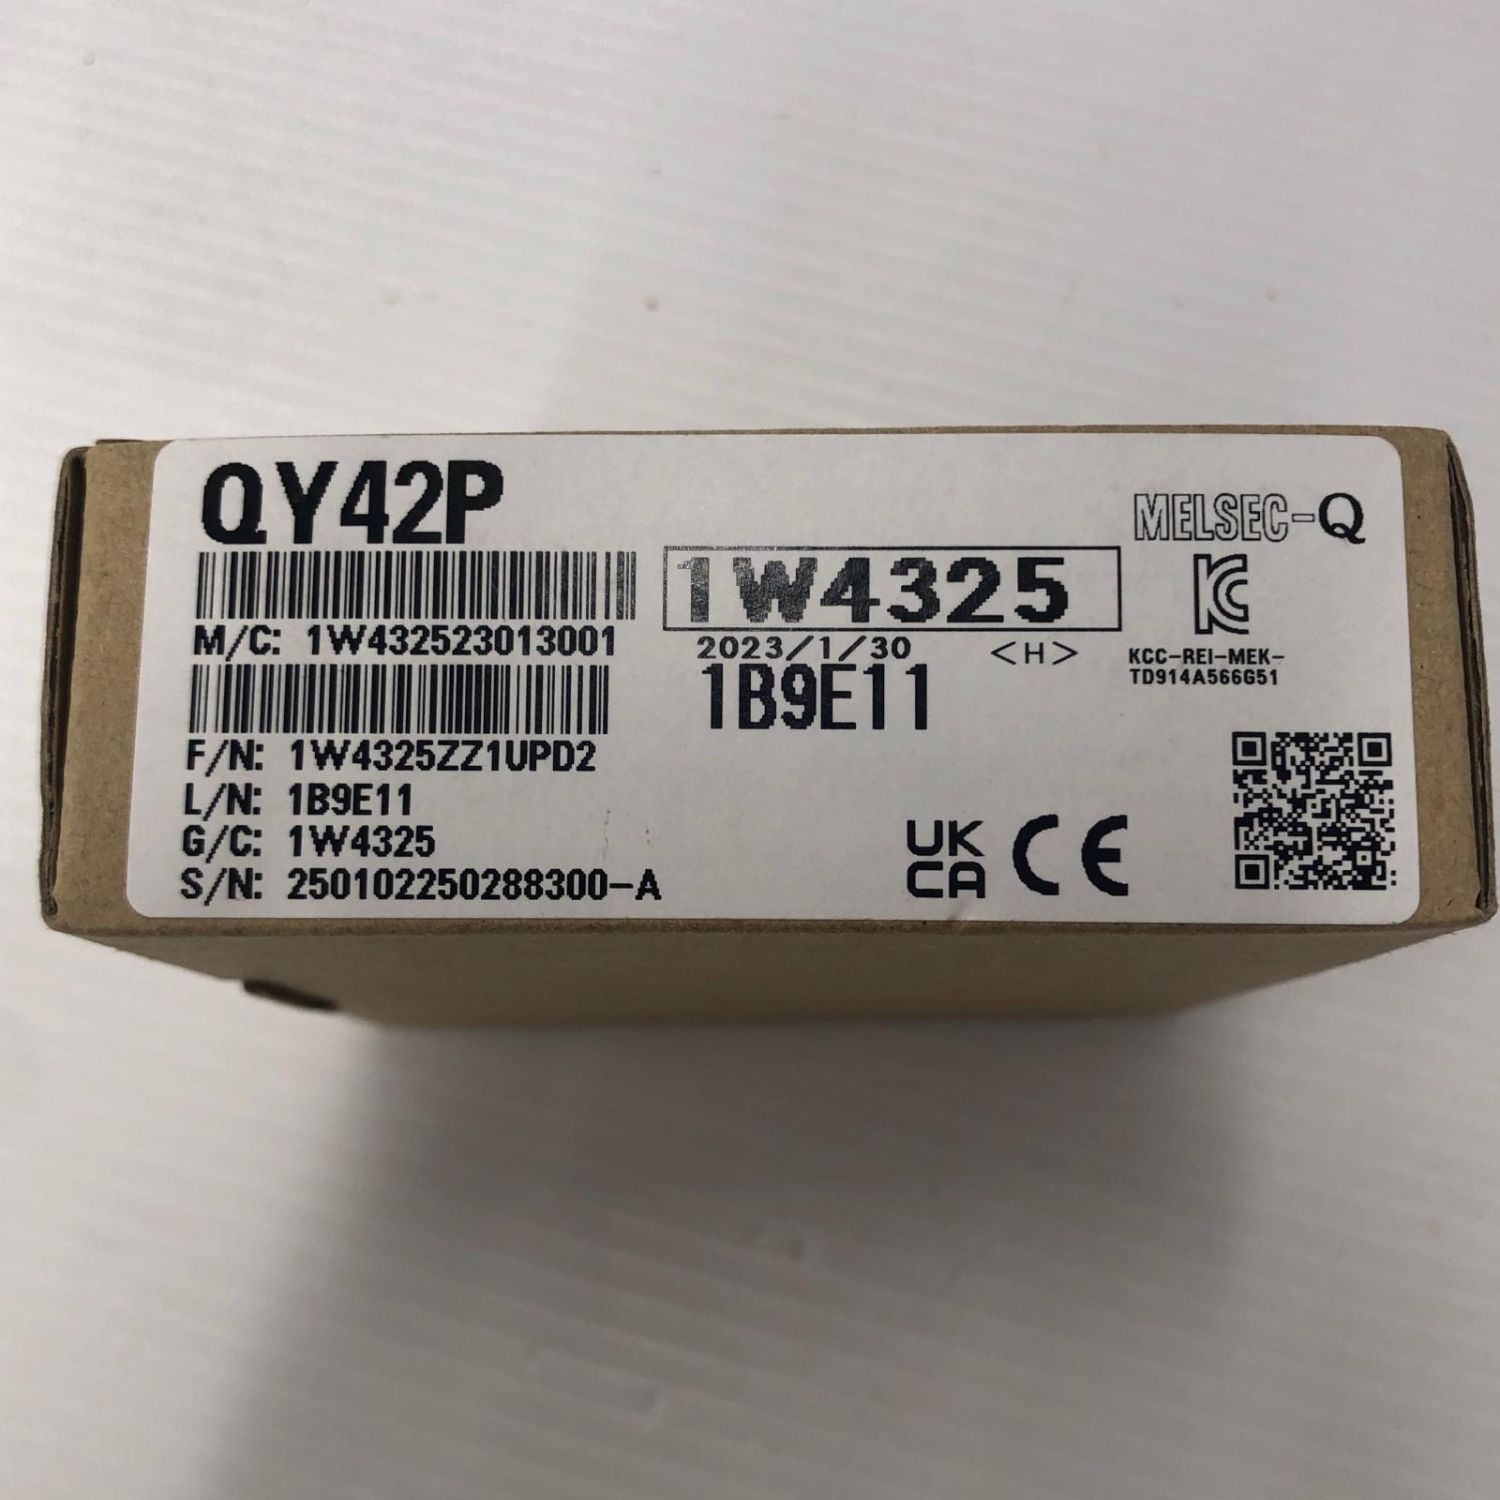 QY42P
MELSEC-Q
1W4325
M/C: 1W432523013001
2023/1/30 <H>
KCC-REI-MEK-
TD914A566G51
1B9E11
F/N: 1W4325ZZ1UPD2
L/N: 1B9E11
G/C: 1W4325
S/N: 250102250288300-A
UK
CA
CE